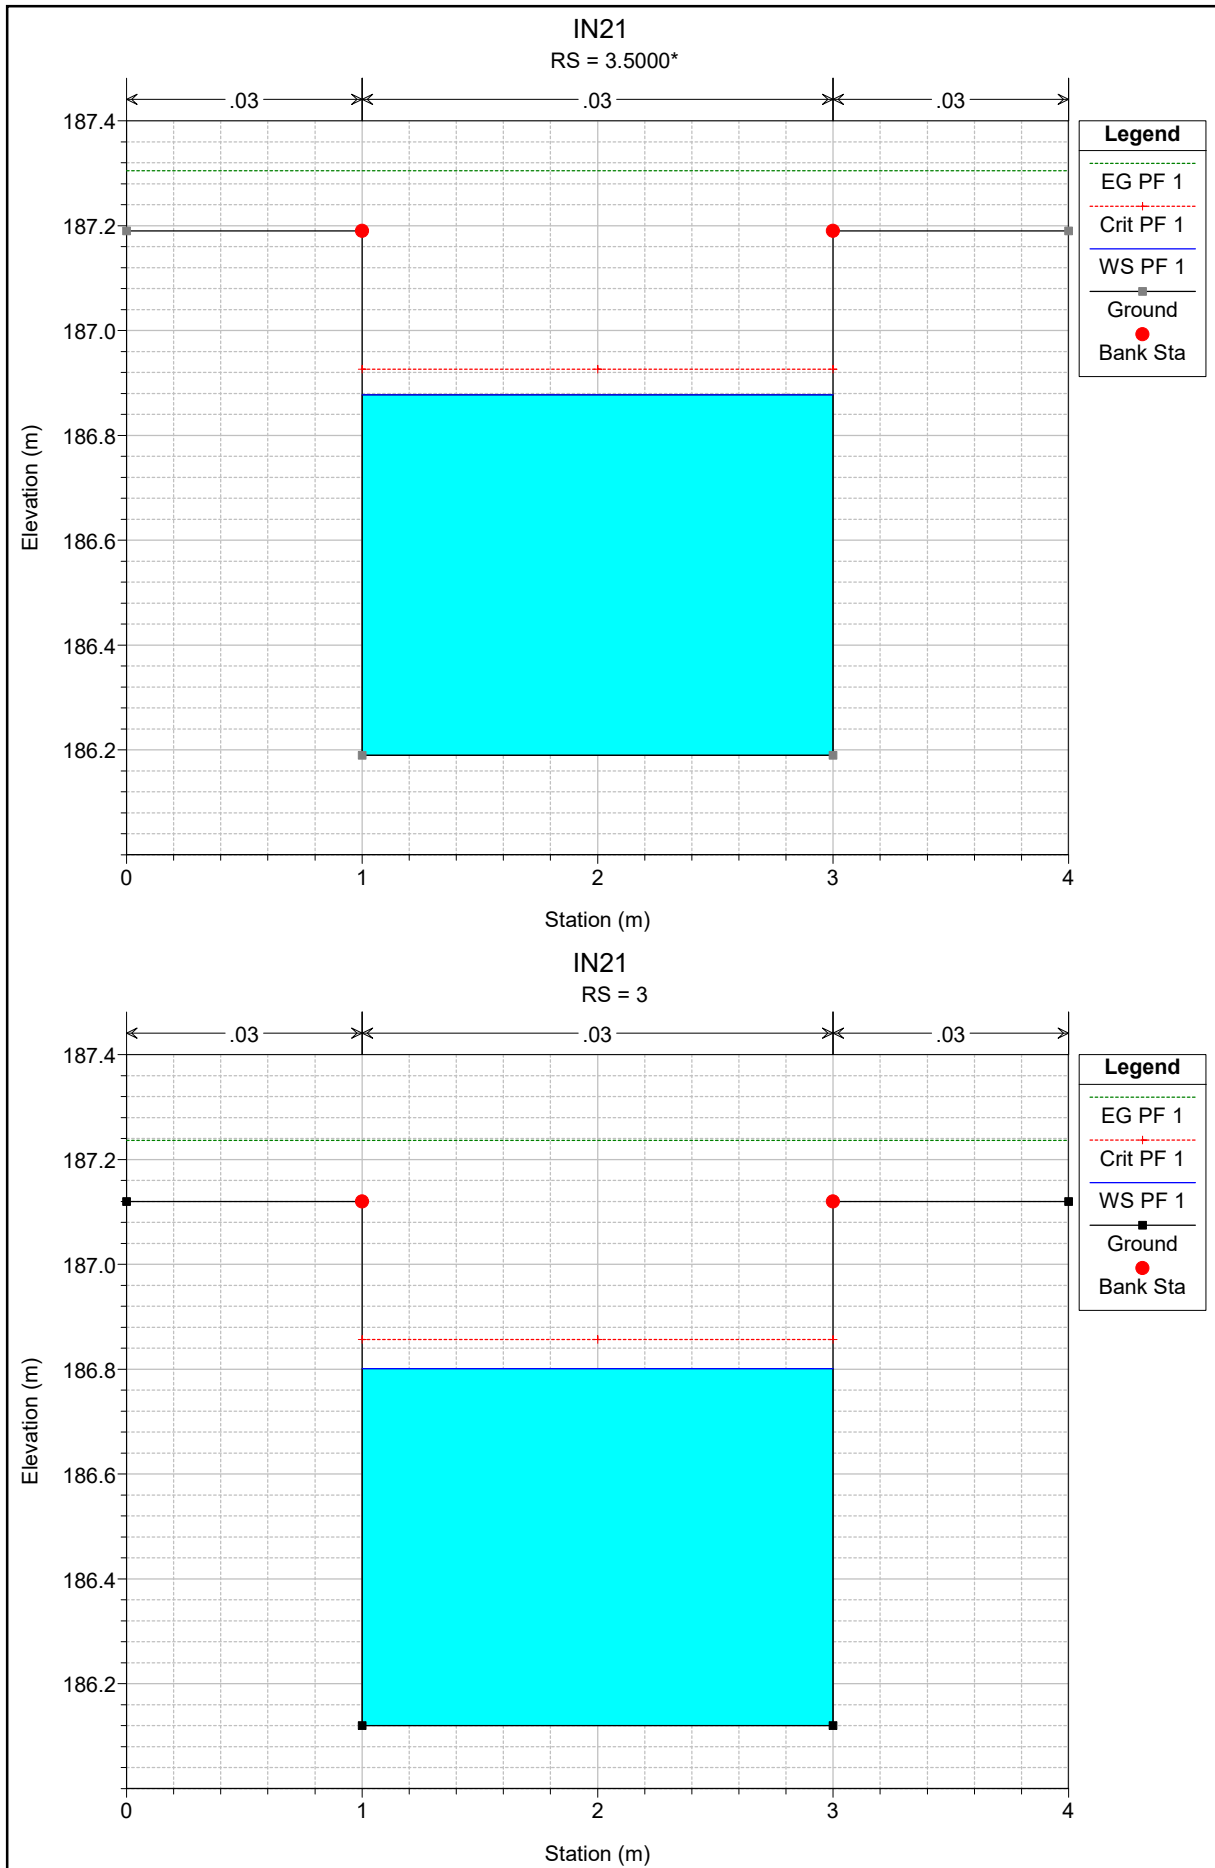 IN21
RS = 3.5000*
.03 .03 .03
187.4
187.2
187.0
186.8
186.6
186.4
186.2
Elevation (m)
0 1 2 3 4
Station (m)
Legend
EG PF 1
Crit PF 1
WS PF 1
Ground
Bank Sta
IN21
RS = 3
.03 .03 .03
187.4
187.2
187.0
186.8
186.6
186.4
186.2
Elevation (m)
0 1 2 3 4
Station (m)
Legend
EG PF 1
Crit PF 1
WS PF 1
Ground
Bank Sta